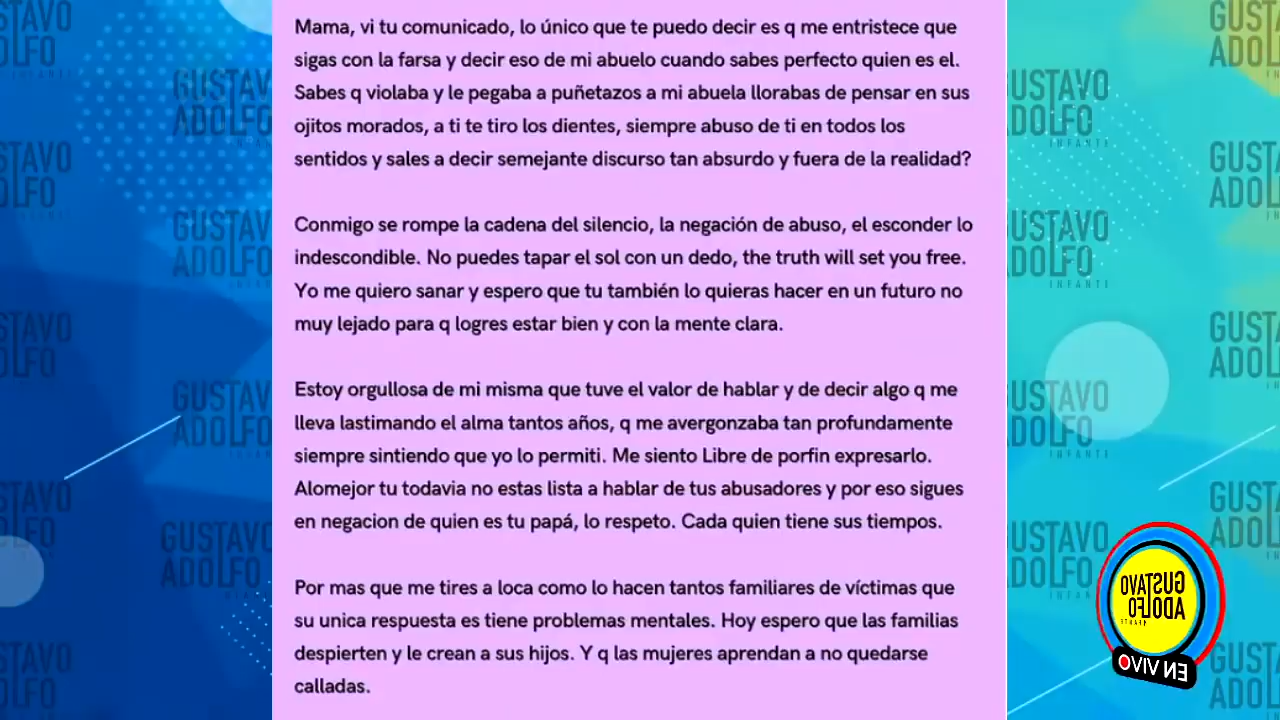 Mama, vi tu comunicado, lo único que te puedo decir es q me entristece que
sigas con la farsa y decir eso de mi abuelo cuando sabes perfecto quien es el.
Sabes q violaba y le pegaba a puñetazos a mi abuela llorabas de pensar en sus
ojitos morados, a ti te tiro los dientes, siempre abuso de ti en todos los
sentidos y sales a decir semejante discurso tan absurdo y fuera de la realidad?
Conmigo se rompe la cadena del silencio, la negación de abuso, el esconder lo
indescondible. No puedes tapar el sol con un dedo, the truth will set you free.
Yo me quiero sanar y espero que tu también lo quieras hacer en un futuro no
muy lejado para q logres estar bien y con la mente clara.
Estoy orgullosa de mi misma que tuve el valor de hablar y de decir algo q me
lleva lastimando el alma tantos años, q me avergonzaba tan profundamente
siempre sintiendo que yo lo permiti. Me siento Libre de porfin expresarlo.
Alomejor tu todavia no estas lista a hablar de tus abusadores y por eso sigues
en negacion de quien es tu papá, lo respeto. Cada quien tiene sus tiempos.
Por mas que me tires a loca como lo hacen tantos familiares de víctimas que
su unica respuesta es tiene problemas mentales. Hoy espero que las familias
despierten y le crean a sus hijos. Y q las mujeres aprendan a no quedarse
calladas.
GUSTAVO
ADOLFO
INFANTE
EN VIVO